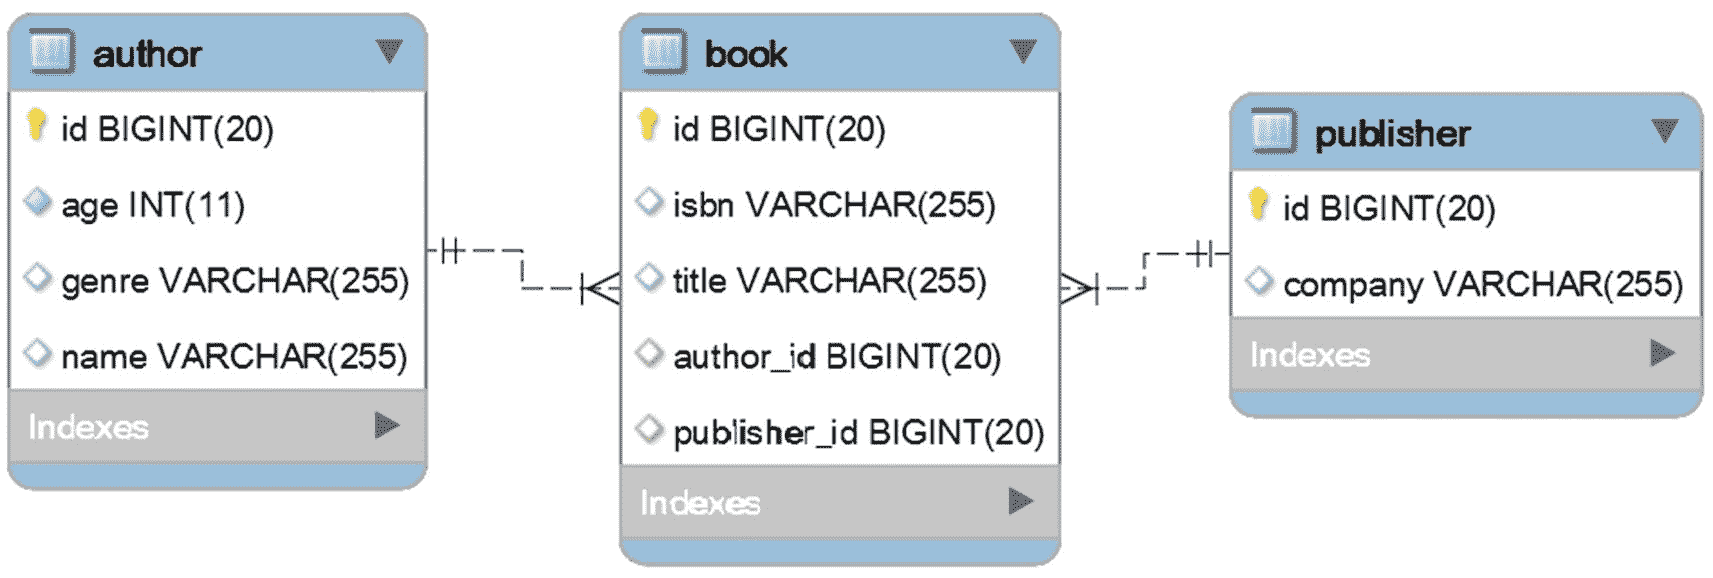 author
id BIGINT(20)
age INT(11)
genre VARCHAR(255)
name VARCHAR(255)
Indexes
book
id BIGINT(20)
isbn VARCHAR(255)
title VARCHAR(255)
author_id BIGINT(20)
publisher_id BIGINT(20)
Indexes
publisher
id BIGINT(20)
company VARCHAR(255)
Indexes